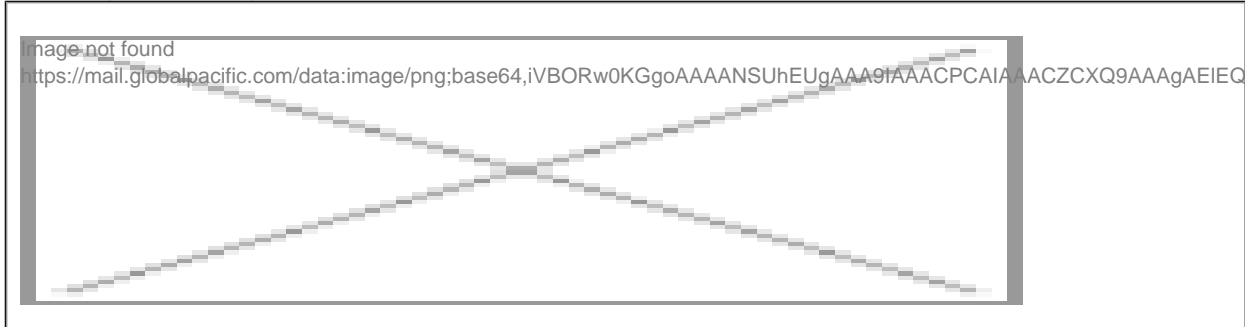 Image not found
https://mail.globalpacific.com/data:image/png;base64,iVBORw0KGgoAAAANSUhEUgAAA9IAAACPCAIAAACZCXQ9AAAgAElEQ